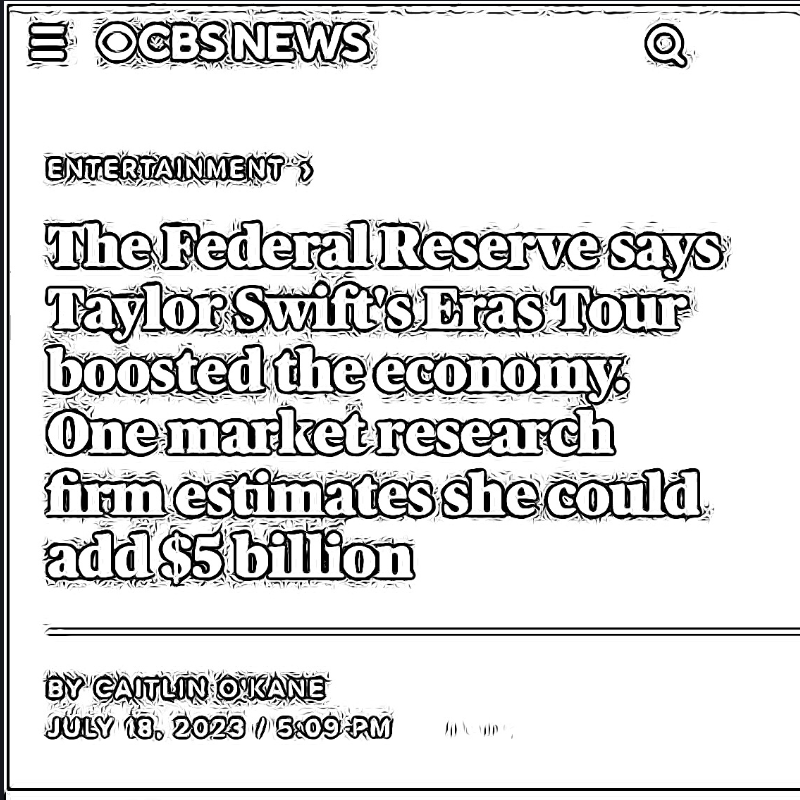 CBS NEWS
ENTERTAINMENT ›
The Federal Reserve says
Taylor Swift's Eras Tour
boosted the economy.
One market research
firm estimates she could
add $5 billion
BY CAITLIN O'KANE
JULY 18, 2023 / 5:09 PM